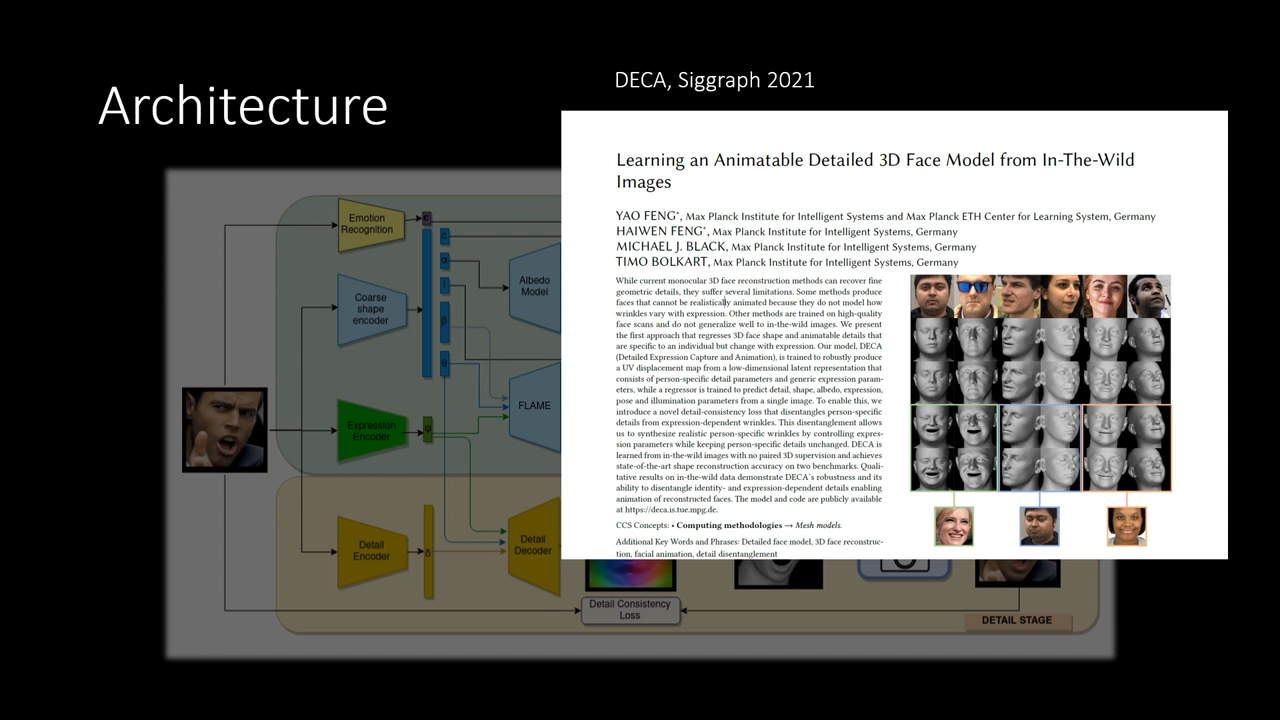 Architecture
DECA, Siggraph 2021
Learning an Animatable Detailed 3D Face Model from In-The-Wild
Images
YAO FENG*, Max Planck Institute for Intelligent Systems and Max Planck ETH Center for Learning System, Germany
HAIWEN FENG*, Max Planck Institute for Intelligent Systems, Germany
MICHAEL J. BLACK, Max Planck Institute for Intelligent Systems, Germany
TIMO BOLKART, Max Planck Institute for Intelligent Systems, Germany
While current monocular 3D face reconstruction methods can recover fine
geometric details, they suffer several limitations. Some methods produce
faces that cannot be realistically animated because they do not model how
wrinkles vary with expression. Other methods are trained on high-quality
face scans and do not generalize well to in-the-wild images. We present
the first approach that regresses 3D face shape and animatable details that
are specific to an individual but change with expression. Our model, DECA
(Detailed Expression Capture and Animation), is trained to robustly produce
a UV displacement map from a low-dimensional latent representation that
consists of person-specific detail parameters and generic expression param-
eters, while a regressor is trained to predict detail, shape, albedo, expression,
pose and illumination parameters from a single image. To enable this, we
introduce a novel detail-consistency loss that disentangles person-specific
details from expression-dependent wrinkles. This disentanglement allows
us to synthesize realistic person-specific wrinkles by controlling expres-
sion parameters while keeping person-specific details unchanged. DECA is
learned from in-the-wild images with no paired 3D supervision and achieves
state-of-the-art shape reconstruction accuracy on two benchmarks. Quali-
tative results on in-the-wild data demonstrate DECA's robustness and its
ability to disentangle identity- and expression-dependent details enabling
animation of reconstructed faces. The model and code are publicly available
at https://deca.is.tue.mpg.de.
CCS Concepts: • Computing methodologies → Mesh models.
Additional Key Words and Phrases: Detailed face model, 3D face reconstruc-
tion, facial animation, detail disentanglement
Emotion
Recognition
Coarse
shape
encoder
Expression
Encoder
Detail
Encoder
c
α
l
β
θ
ψ
δ
Albedo
Model
FLAME
Detail
Decoder
Detail Consistency
Loss
DETAIL STAGE